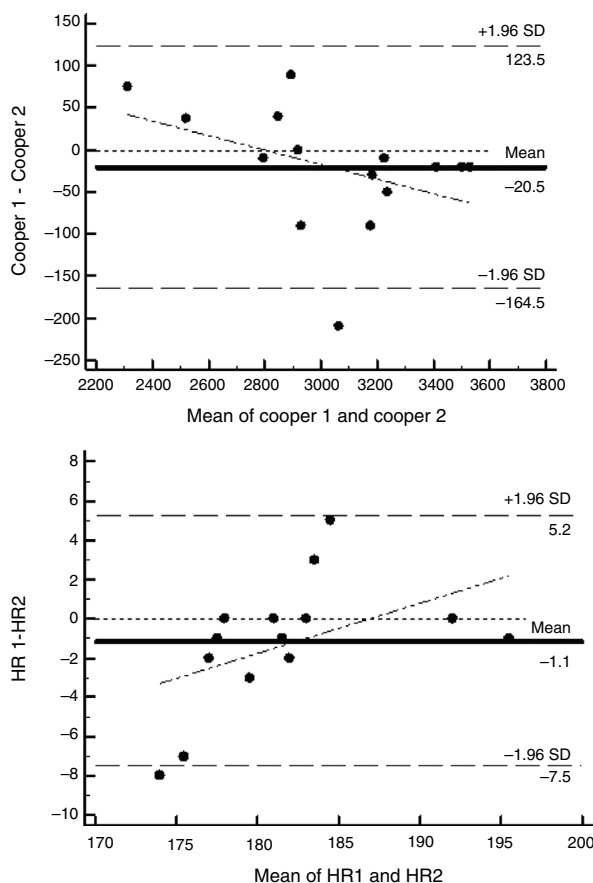 +1.96 SD
123.5
Mean
−20.5
−1.96 SD
−164.5
150
100
50
0
−50
−100
−150
−200
−250
Cooper 1 - Cooper 2
2200 2400 2600 2800 3000 3200 3400 3600 3800
Mean of cooper 1 and cooper 2
+1.96 SD
5.2
Mean
−1.1
−1.96 SD
−7.5
8
6
4
2
0
−2
−4
−6
−8
−10
HR 1-HR2
170 175 180 185 190 195 200
Mean of HR1 and HR2